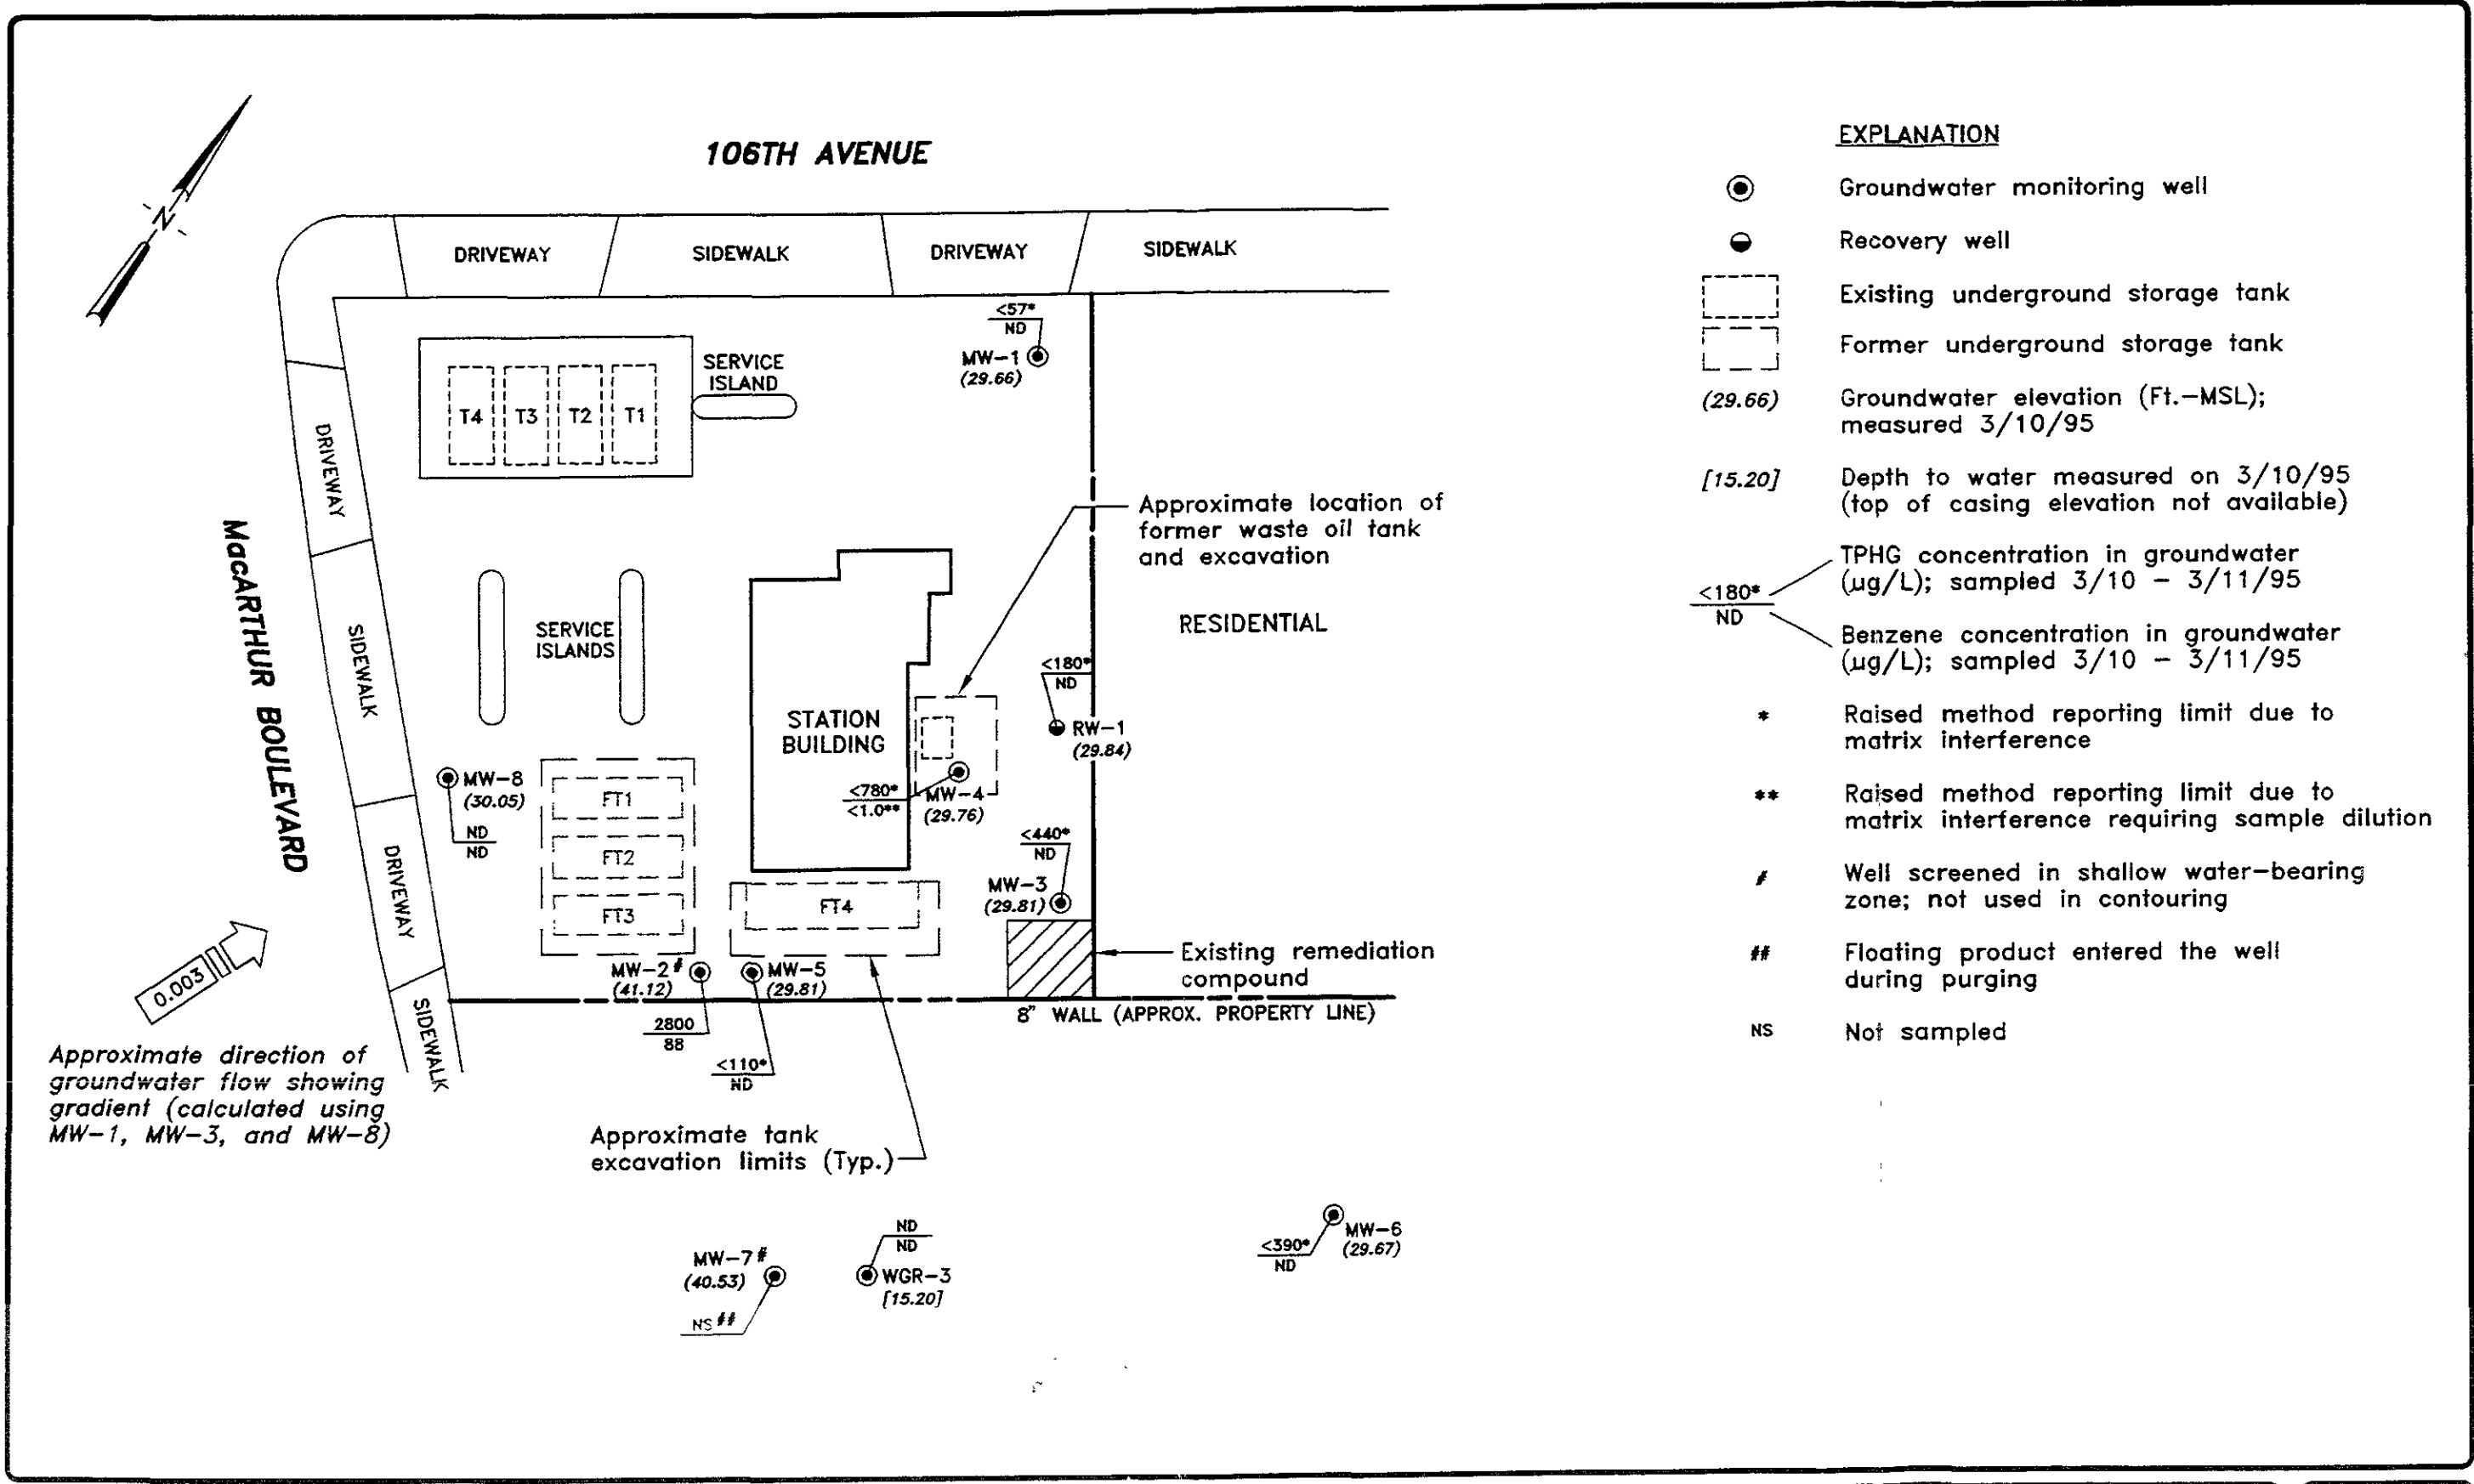 N
106TH AVENUE
DRIVEWAY
SIDEWALK
DRIVEWAY
SIDEWALK
<57*
ND
MW-1
(29.66)
SERVICE
ISLAND
T4
T3
T2
T1
DRIVEWAY
MacARTHUR BOULEVARD
SIDEWALK
DRIVEWAY
SIDEWALK
Approximate location of
former waste oil tank
and excavation
SERVICE
ISLANDS
RESIDENTIAL
STATION
BUILDING
<180*
ND
RW-1
(29.84)
MW-8
(30.05)
ND
ND
FT1
FT2
FT3
<780*
<1.0**
MW-4
(29.76)
<440*
ND
MW-3
(29.81)
FT4
Existing remediation
compound
MW-2#
(41.12)
MW-5
(29.81)
8" WALL (APPROX. PROPERTY LINE)
2800
88
<110*
ND
0.003
Approximate direction of
groundwater flow showing
gradient (calculated using
MW-1, MW-3, and MW-8)
Approximate tank
excavation limits (Typ.)
MW-7#
(40.53)
NS##
ND
ND
WGR-3
[15.20]
MW-6
(29.67)
<390*
ND
EXPLANATION
Groundwater monitoring well
Recovery well
Existing underground storage tank
Former underground storage tank
(29.66) Groundwater elevation (Ft.-MSL);
measured 3/10/95
[15.20] Depth to water measured on 3/10/95
(top of casing elevation not available)
TPHG concentration in groundwater
(µg/L); sampled 3/10 - 3/11/95
<180*
ND
Benzene concentration in groundwater
(µg/L); sampled 3/10 - 3/11/95
* Raised method reporting limit due to
matrix interference
** Raised method reporting limit due to
matrix interference requiring sample dilution
# Well screened in shallow water-bearing
zone; not used in contouring
## Floating product entered the well
during purging
NS Not sampled